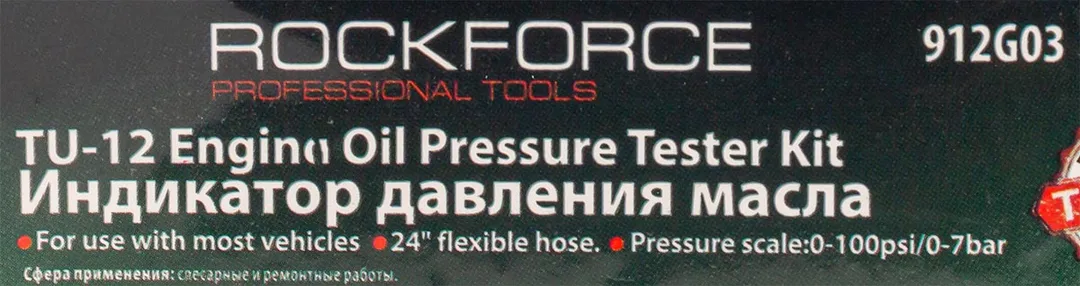 ROCKFORCE
912G03
PROFESSIONAL TOOLS
TU-12 Engine Oil Pressure Tester Kit
Индикатор давления масла
For use with most vehicles 24" flexible hose. Pressure scale:0-100psi/0-7bar
Сфера применения: слесарные и ремонтные работы.